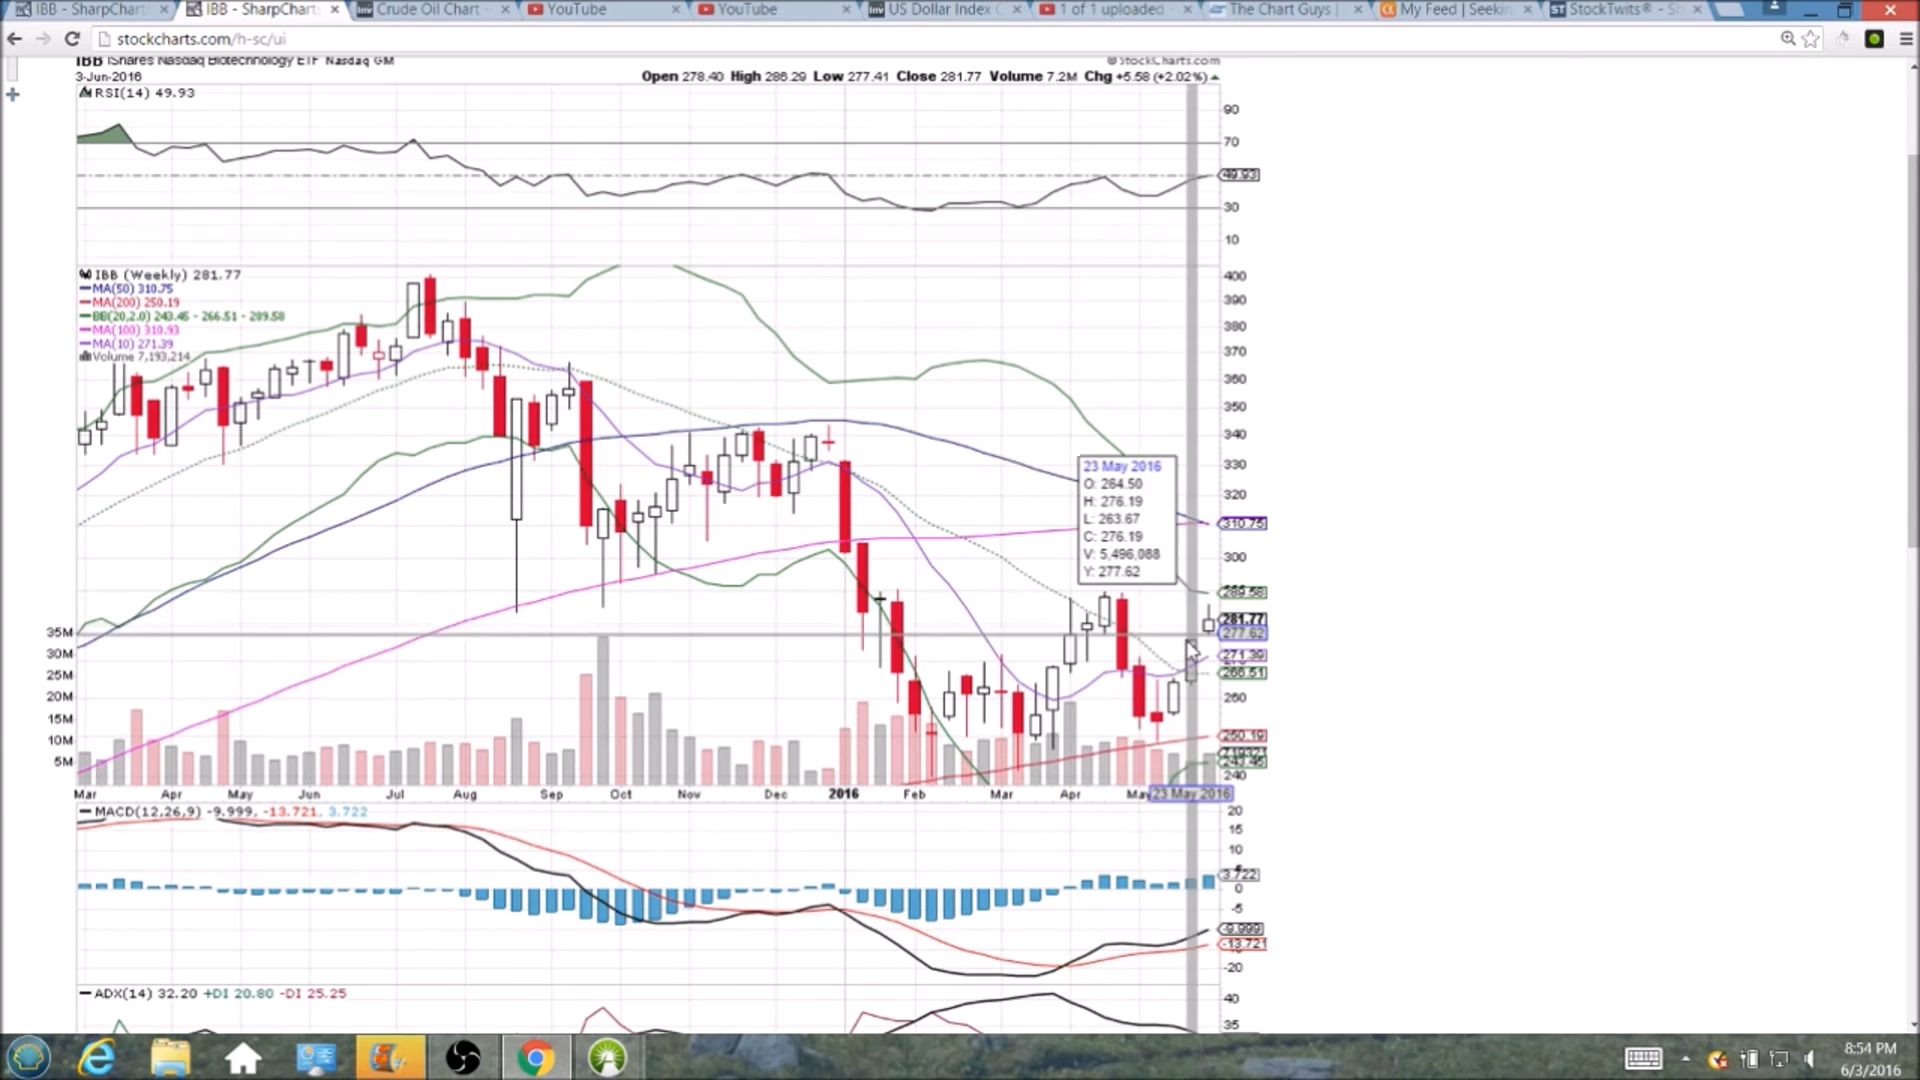 IBB - SharpChart
IBB - SharpChart
Crude Oil Chart
YouTube
YouTube
US Dollar Index
1 of 1 uploaded
The Chart Guys |
My Feed | Seekin
StockTwits®
stockcharts.com/h-sc/ui
IBB iShares Nasdaq Biotechnology ETF Nasdaq GM
© StockCharts.com
3-Jun-2016
Open 278.40 High 286.29 Low 277.41 Close 281.77 Volume 7.2M Chg +5.58 (+2.02%)
RSI(14) 49.93
90
70
49.93
30
10
IBB (Weekly) 281.77
MA(50) 310.75
MA(200) 250.19
BB(20,2.0) 243.45 - 266.51 - 289.58
MA(100) 310.93
MA(10) 271.39
Volume 7,193,214
400
390
380
370
360
350
340
330
320
310.75
300
289.58
281.77
277.62
271.39
266.51
260
250.19
243.45
240
23 May 2016
O: 264.50
H: 276.19
L: 263.67
C: 276.19
V: 5,496,088
Y: 277.62
35M
30M
25M
20M
15M
10M
5M
Mar Apr May Jun Jul Aug Sep Oct Nov Dec 2016 Feb Mar Apr May 23 May 2016
MACD(12,26,9) -9.999, -13.721, 3.722
20
15
10
3.722
0
-5
-9.999
-13.721
-20
ADX(14) 32.20 +DI 20.80 -DI 25.25
40
35
8:54 PM
6/3/2016